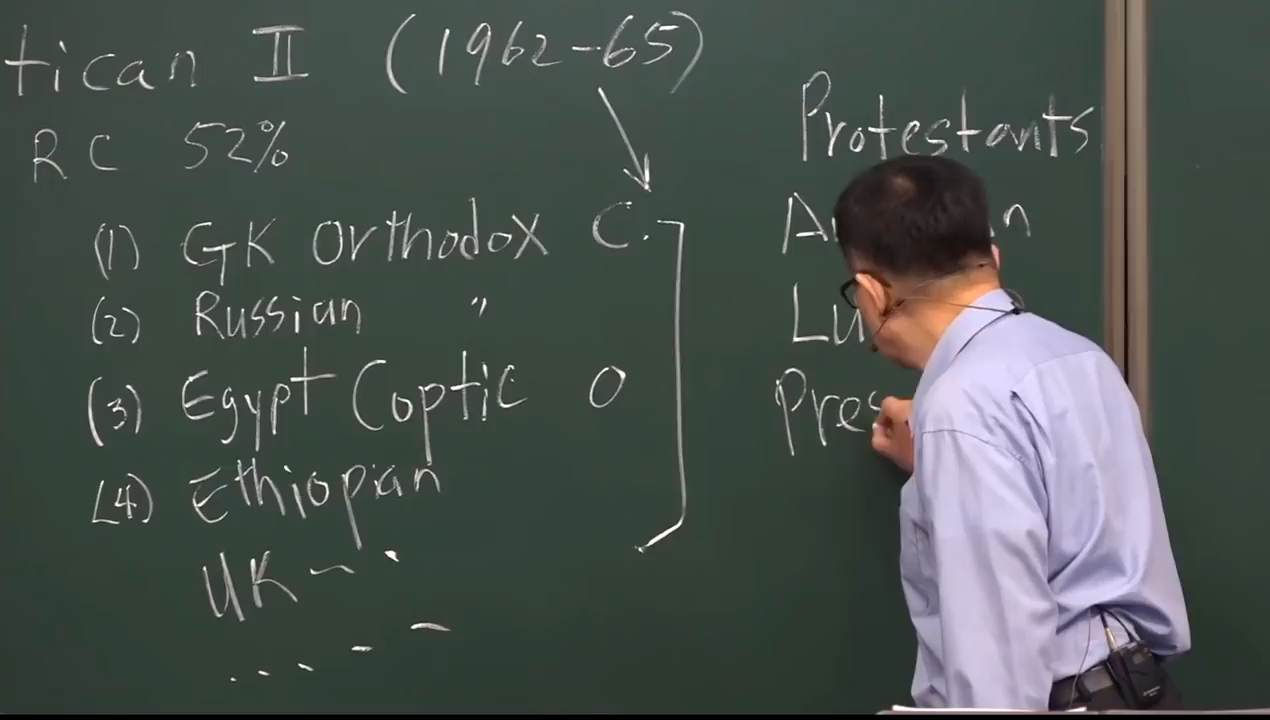 tican II (1962-65)
RC 52%
(1) GK Orthodox C.
(2) Russian "
(3) Egypt Coptic O
(4) Ethiopian
UK ~
Protestants
Lu
Pres